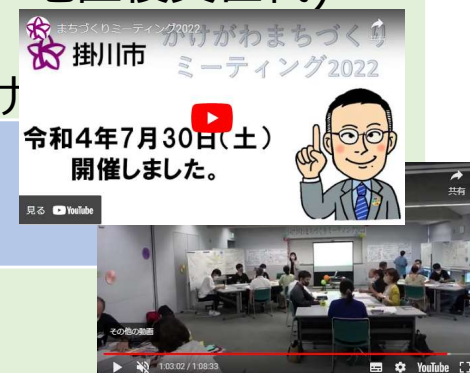 まちづくりミーティング2022
かけがわまちづくり
掛川市
ミーティング2022
令和4年7月30日(土)
開催しました。
見る YouTube
共有
その他の動画
1:03:02 / 1:08:33 YouTube